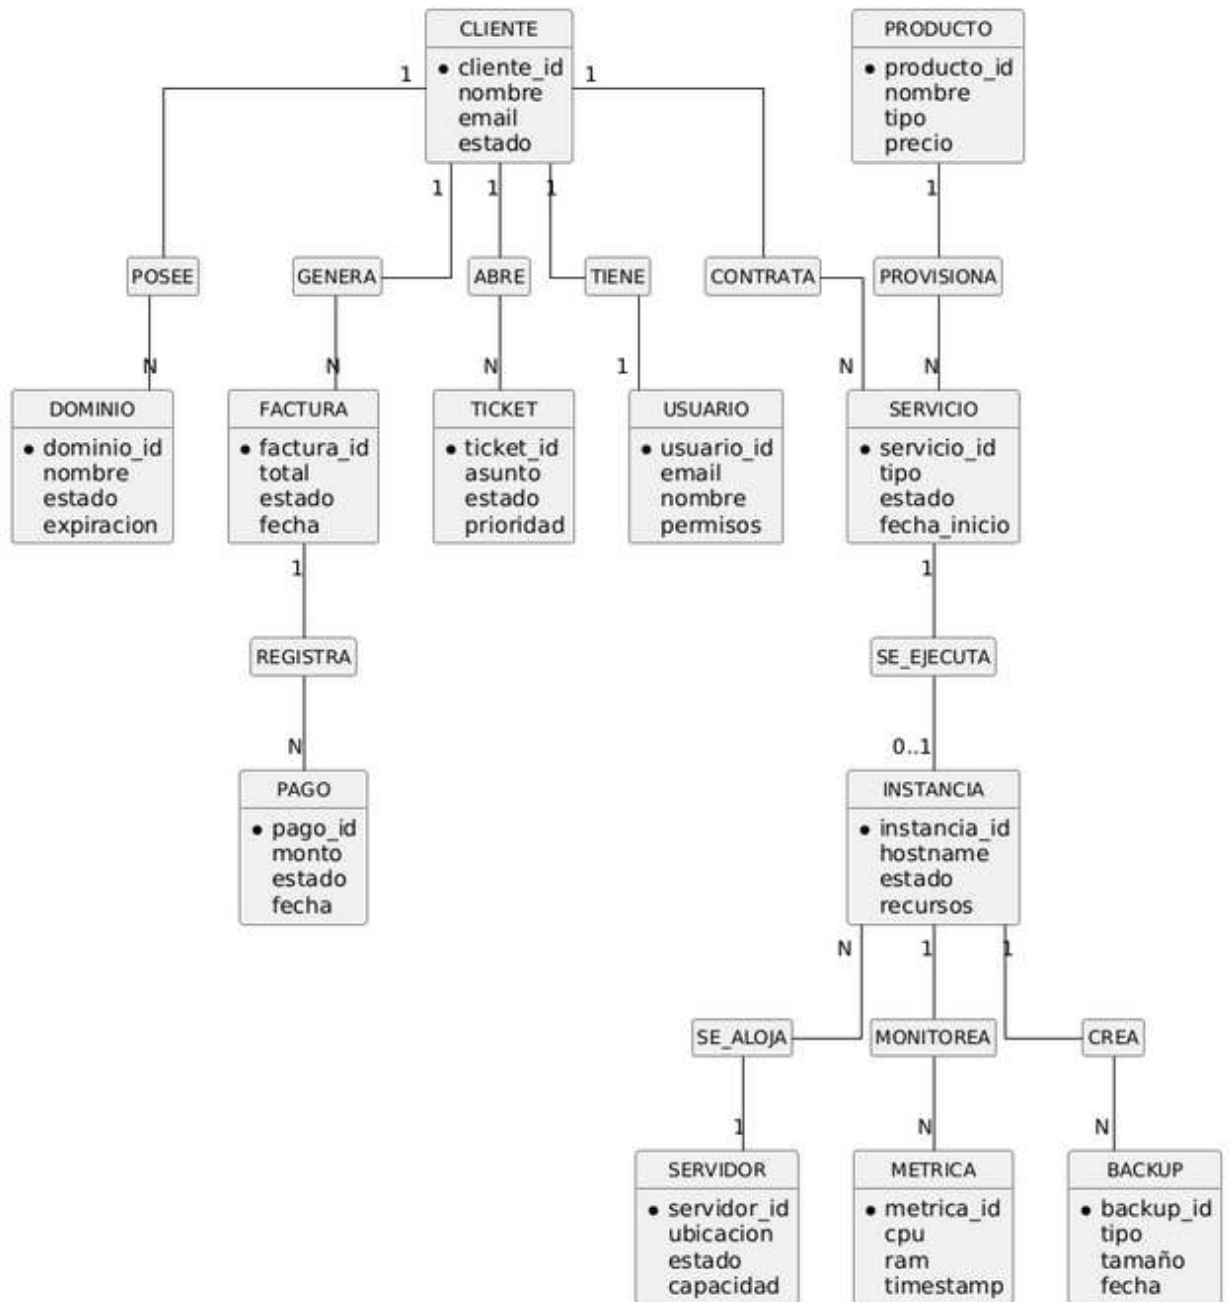 CLIENTE
cliente_id
nombre
email
estado
PRODUCTO
producto_id
nombre
tipo
precio
1
1
1
1
1
1
POSEE
GENERA
ABRE
TIENE
CONTRATA
PROVISIONA
N
N
N
1
N
N
DOMINIO
dominio_id
nombre
estado
expiracion
FACTURA
factura_id
total
estado
fecha
TICKET
ticket_id
asunto
estado
prioridad
USUARIO
usuario_id
email
nombre
permisos
SERVICIO
servicio_id
tipo
estado
fecha_inicio
1
1
REGISTRA
SE_EJECUTA
N
0..1
PAGO
pago_id
monto
estado
fecha
INSTANCIA
instancia_id
hostname
estado
recursos
N
1
1
SE_ALOJA
MONITOREA
CREA
1
N
N
SERVIDOR
servidor_id
ubicacion
estado
capacidad
METRICA
metrica_id
cpu
ram
timestamp
BACKUP
backup_id
tipo
tamaño
fecha